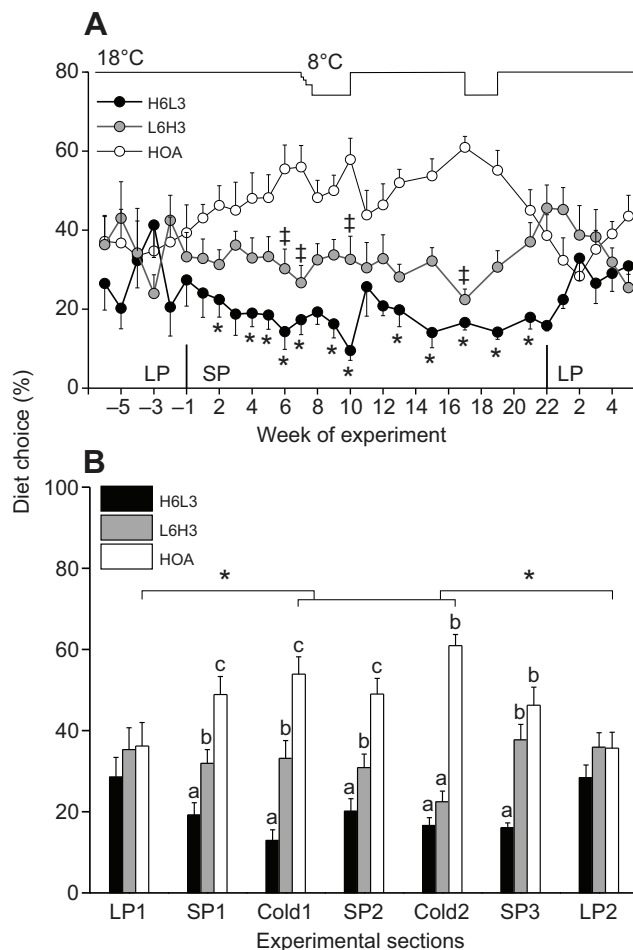 A
18°C 8°C
80
60
40
20
0
H6L3
L6H3
HOA
‡ ‡ ‡ ‡
* * * * * * * * * * * *
LP SP LP
–5 –3 –1 2 4 6 8 10 12 14 16 18 20 22 2 4
Week of experiment
Diet choice (%)
B
100
80
60
40
20
0
H6L3
L6H3
HOA
* *
a b c
a b c
a b c
a a b
a b b
LP1 SP1 Cold1 SP2 Cold2 SP3 LP2
Experimental sections